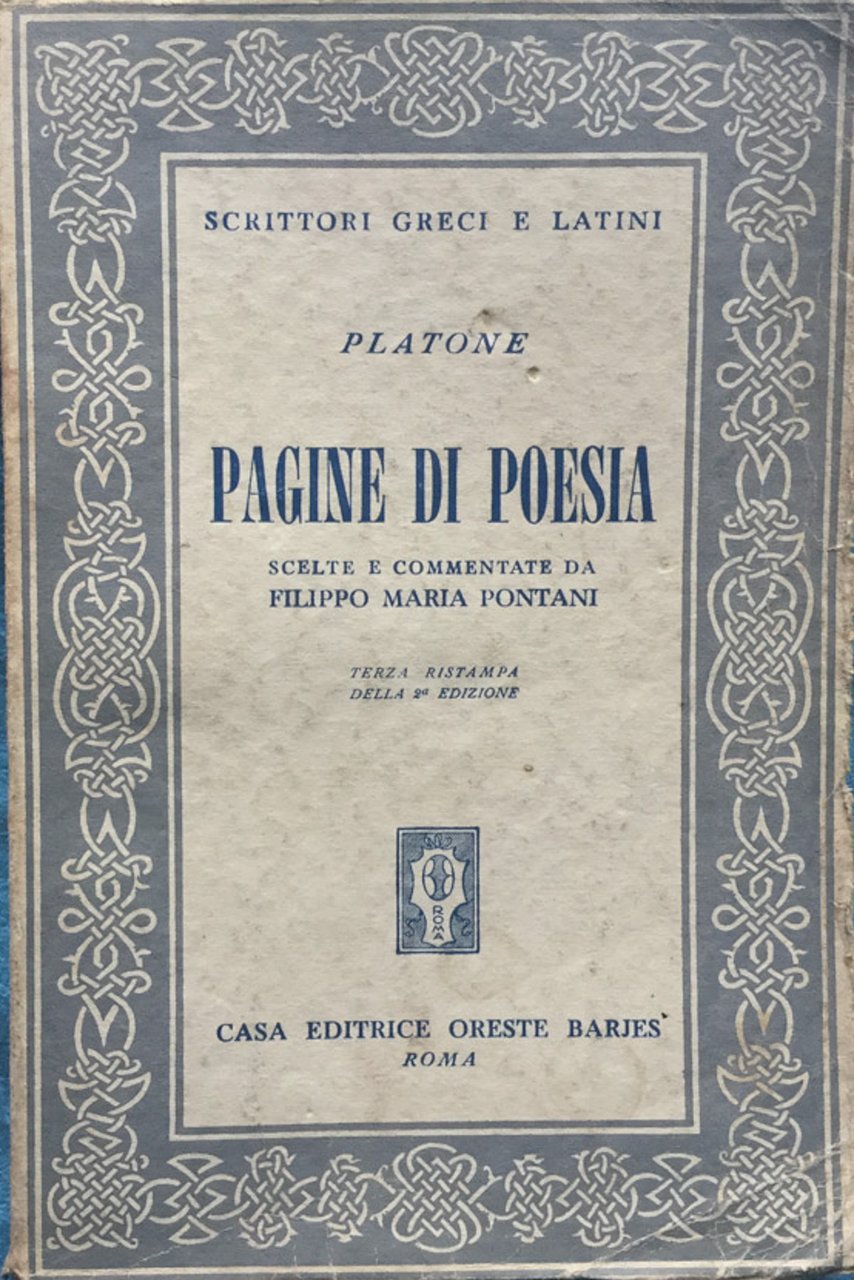 SCRITTORI GRECI E LATINI
PLATONE
PAGINE DI POESIA
SCELTE E COMMENTATE DA
FILIPPO MARIA PONTANI
TERZA RISTAMPA
DELLA 2ª EDIZIONE
ROMA
CASA EDITRICE ORESTE BARJES
ROMA